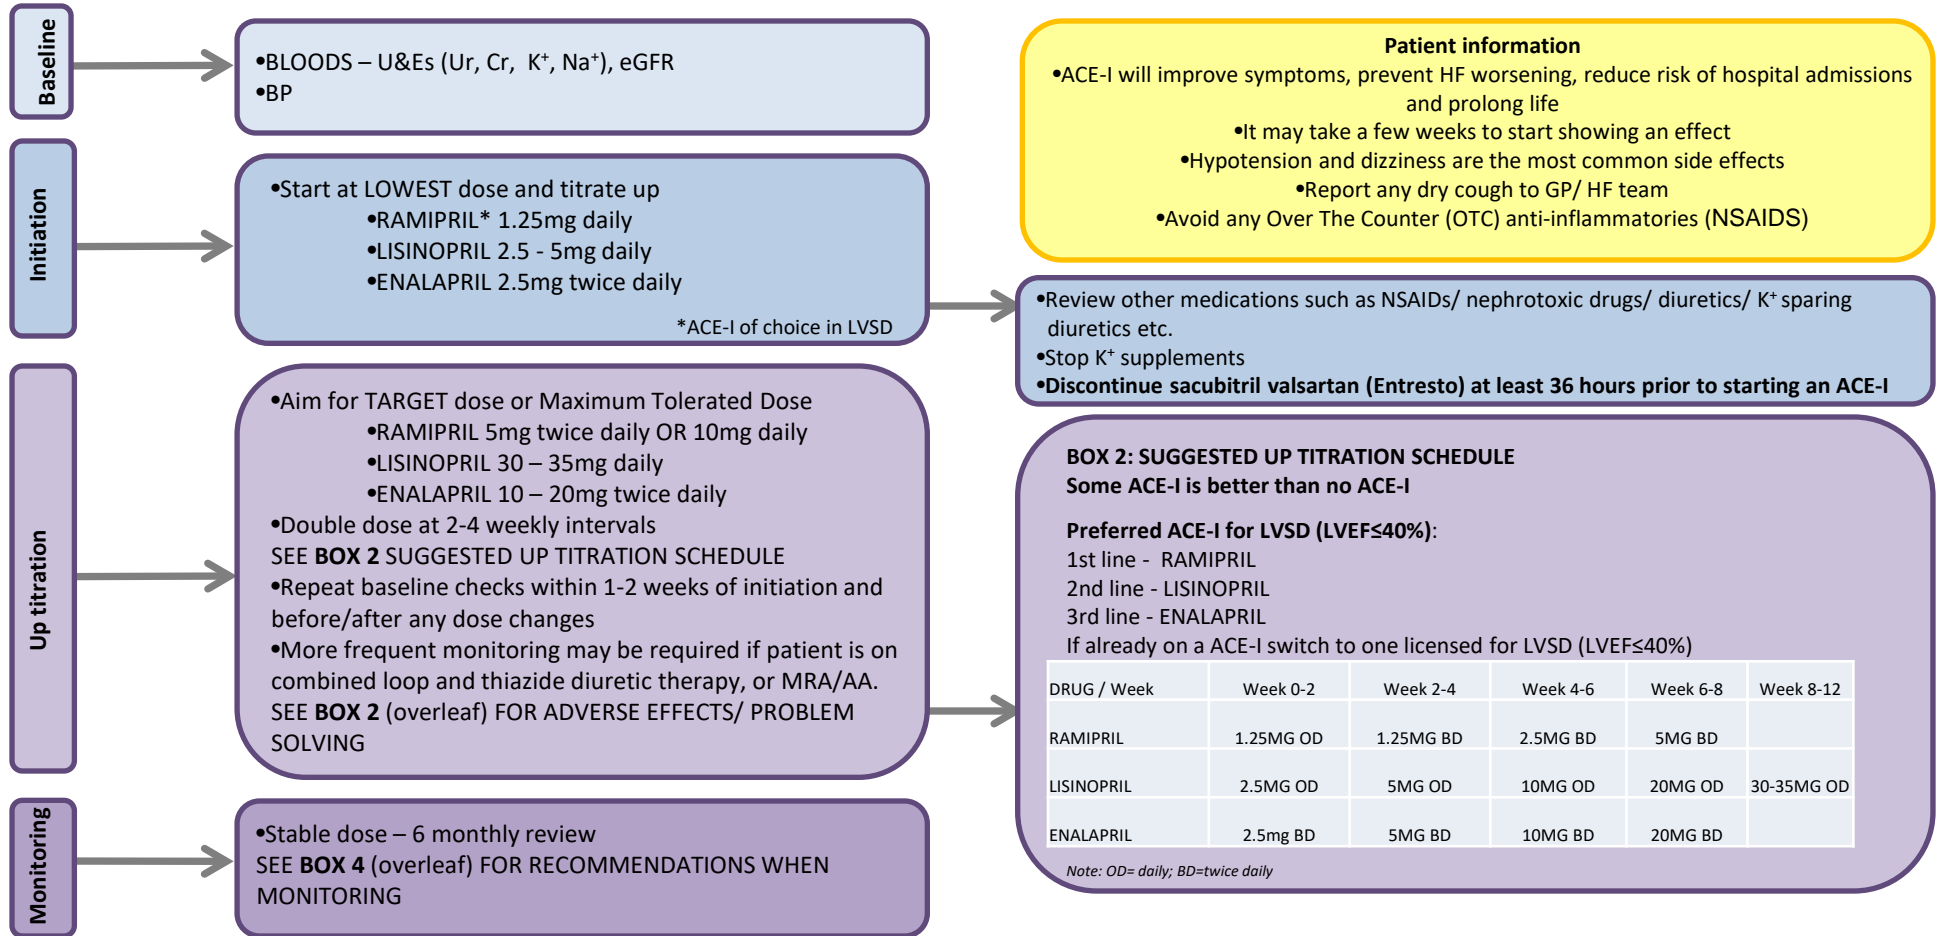 Baseline
•BLOODS – U&Es (Ur, Cr, K⁺, Na⁺), eGFR
•BP
Patient information
•ACE-I will improve symptoms, prevent HF worsening, reduce risk of hospital admissions
and prolong life
•It may take a few weeks to start showing an effect
•Hypotension and dizziness are the most common side effects
•Report any dry cough to GP/ HF team
•Avoid any Over The Counter (OTC) anti-inflammatories (NSAIDS)
Initiation
•Start at LOWEST dose and titrate up
•RAMIPRIL* 1.25mg daily
•LISINOPRIL 2.5 - 5mg daily
•ENALAPRIL 2.5mg twice daily
*ACE-I of choice in LVSD
•Review other medications such as NSAIDs/ nephrotoxic drugs/ diuretics/ K⁺ sparing
diuretics etc.
•Stop K⁺ supplements
•Discontinue sacubitril valsartan (Entresto) at least 36 hours prior to starting an ACE-I
Up titration
•Aim for TARGET dose or Maximum Tolerated Dose
•RAMIPRIL 5mg twice daily OR 10mg daily
•LISINOPRIL 30 – 35mg daily
•ENALAPRIL 10 – 20mg twice daily
•Double dose at 2-4 weekly intervals
SEE BOX 2 SUGGESTED UP TITRATION SCHEDULE
•Repeat baseline checks within 1-2 weeks of initiation and
before/after any dose changes
•More frequent monitoring may be required if patient is on
combined loop and thiazide diuretic therapy, or MRA/AA.
SEE BOX 2 (overleaf) FOR ADVERSE EFFECTS/ PROBLEM
SOLVING
BOX 2: SUGGESTED UP TITRATION SCHEDULE
Some ACE-I is better than no ACE-I
Preferred ACE-I for LVSD (LVEF≤40%):
1st line - RAMIPRIL
2nd line - LISINOPRIL
3rd line - ENALAPRIL
If already on a ACE-I switch to one licensed for LVSD (LVEF≤40%)
DRUG / Week Week 0-2 Week 2-4 Week 4-6 Week 6-8 Week 8-12
RAMIPRIL 1.25MG OD 1.25MG BD 2.5MG BD 5MG BD
LISINOPRIL 2.5MG OD 5MG OD 10MG OD 20MG OD 30-35MG OD
ENALAPRIL 2.5mg BD 5MG BD 10MG BD 20MG BD
Note: OD= daily; BD=twice daily
Monitoring
•Stable dose – 6 monthly review
SEE BOX 4 (overleaf) FOR RECOMMENDATIONS WHEN
MONITORING